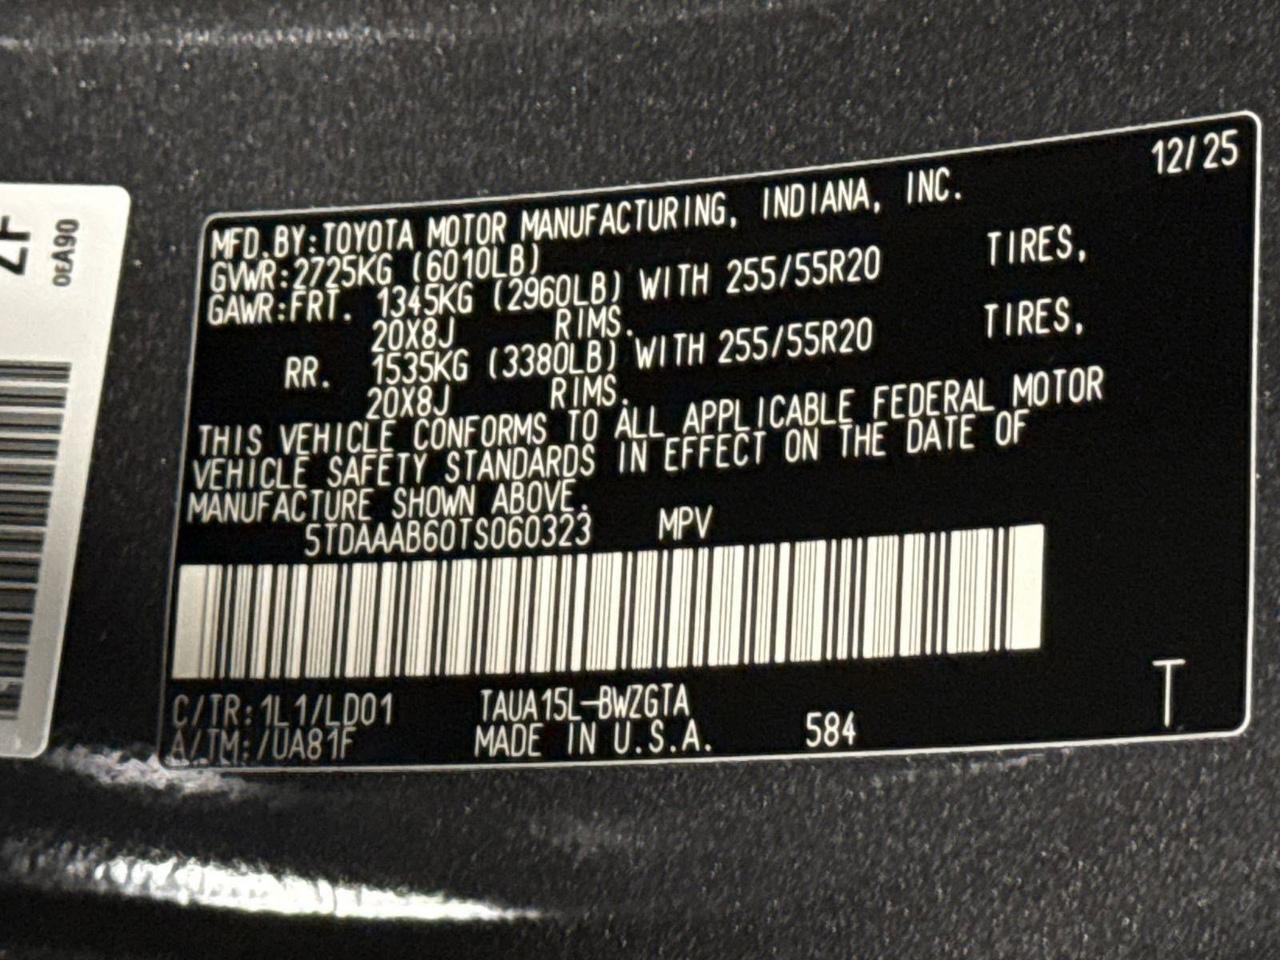 12/25
MFD.BY:TOYOTA MOTOR MANUFACTURING, INDIANA, INC.
GVWR:2725KG (6010LB)
GAWR:FRT. 1345KG (2960LB) WITH 255/55R20 TIRES,
20X8J RIMS.
RR. 1535KG (3380LB) WITH 255/55R20 TIRES,
20X8J RIMS.
THIS VEHICLE CONFORMS TO ALL APPLICABLE FEDERAL MOTOR
VEHICLE SAFETY STANDARDS IN EFFECT ON THE DATE OF
MANUFACTURE SHOWN ABOVE.
5TDAAAB60TS060323 MPV
C/TR:1L1/LD01 TAUA15L-BWZGTA
A/TM:/UA81F MADE IN U.S.A. 584
T
0EA90